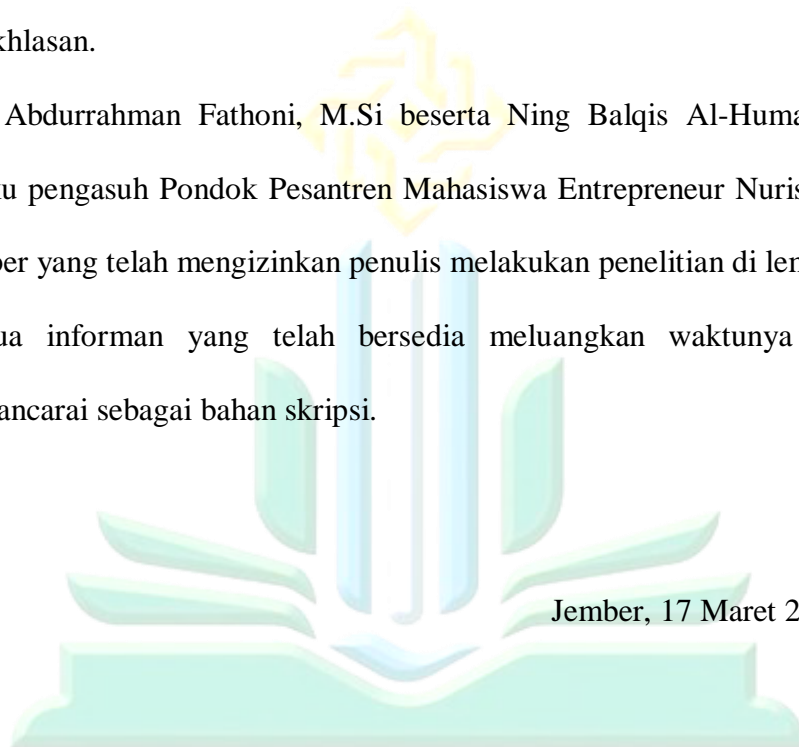 khlasan.
Abdurrahman Fathoni, M.Si beserta Ning Balqis Al-Huma
ku pengasuh Pondok Pesantren Mahasiswa Entrepreneur Nuris
ber yang telah mengizinkan penulis melakukan penelitian di len
ua informan yang telah bersedia meluangkan waktunya
ancarai sebagai bahan skripsi.
Jember, 17 Maret 2